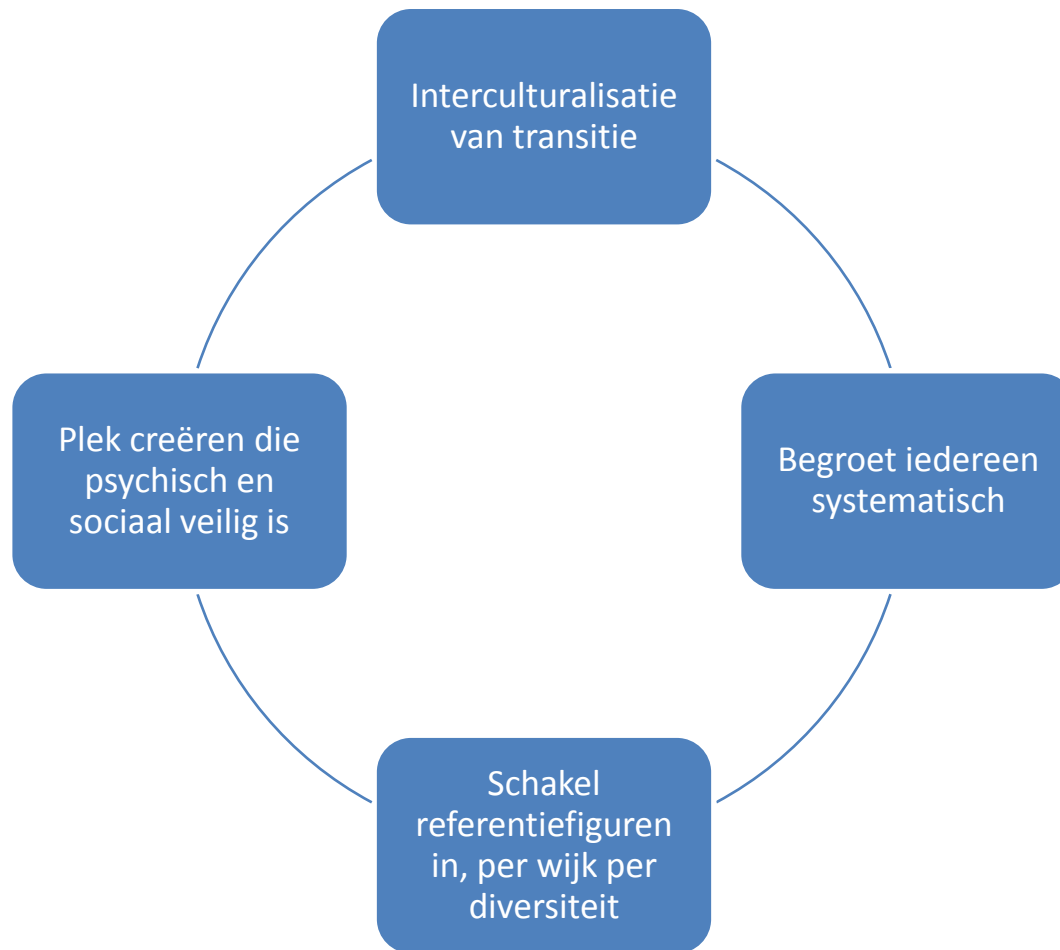 Interculturalisatie
van transitie
Plek creëren die
psychisch en
sociaal veilig is
Begroet iedereen
systematisch
Schakel
referentiefiguren
in, per wijk per
diversiteit